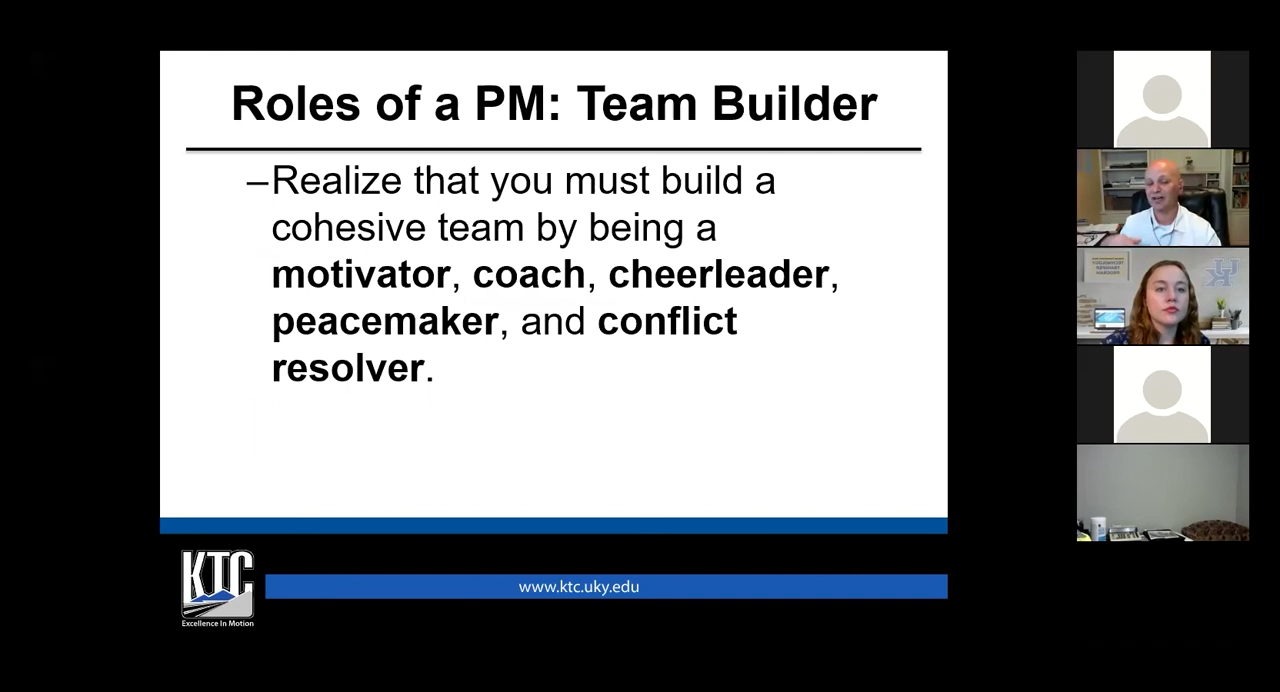 Roles of a PM: Team Builder
–Realize that you must build a
cohesive team by being a
motivator, coach, cheerleader,
peacemaker, and conflict
resolver.
KTC
Excellence In Motion
www.ktc.uky.edu
UK